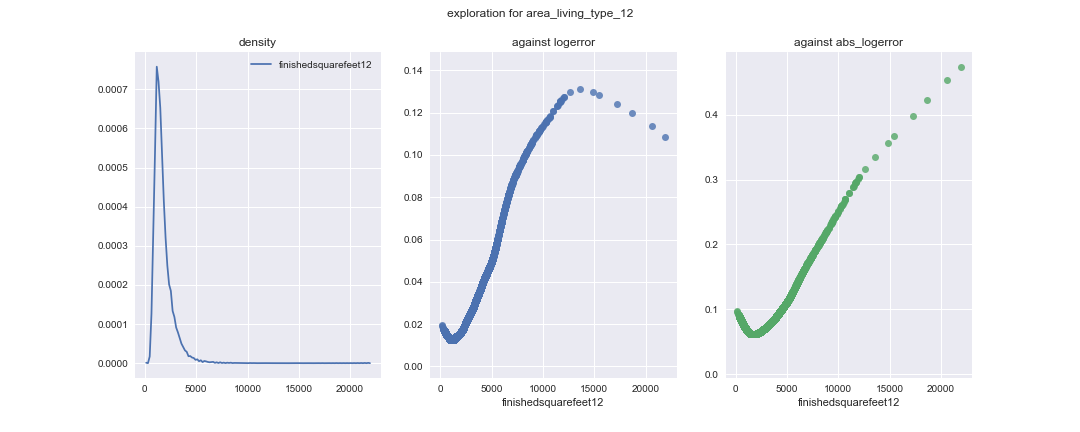 exploration for area_living_type_12
density
finishedsquarefeet12
0.0007
0.0006
0.0005
0.0004
0.0003
0.0002
0.0001
0.0000
0 5000 10000 15000 20000
against logerror
0.14
0.12
0.10
0.08
0.06
0.04
0.02
0.00
0 5000 10000 15000 20000
finishedsquarefeet12
against abs_logerror
0.4
0.3
0.2
0.1
0.0
0 5000 10000 15000 20000
finishedsquarefeet12